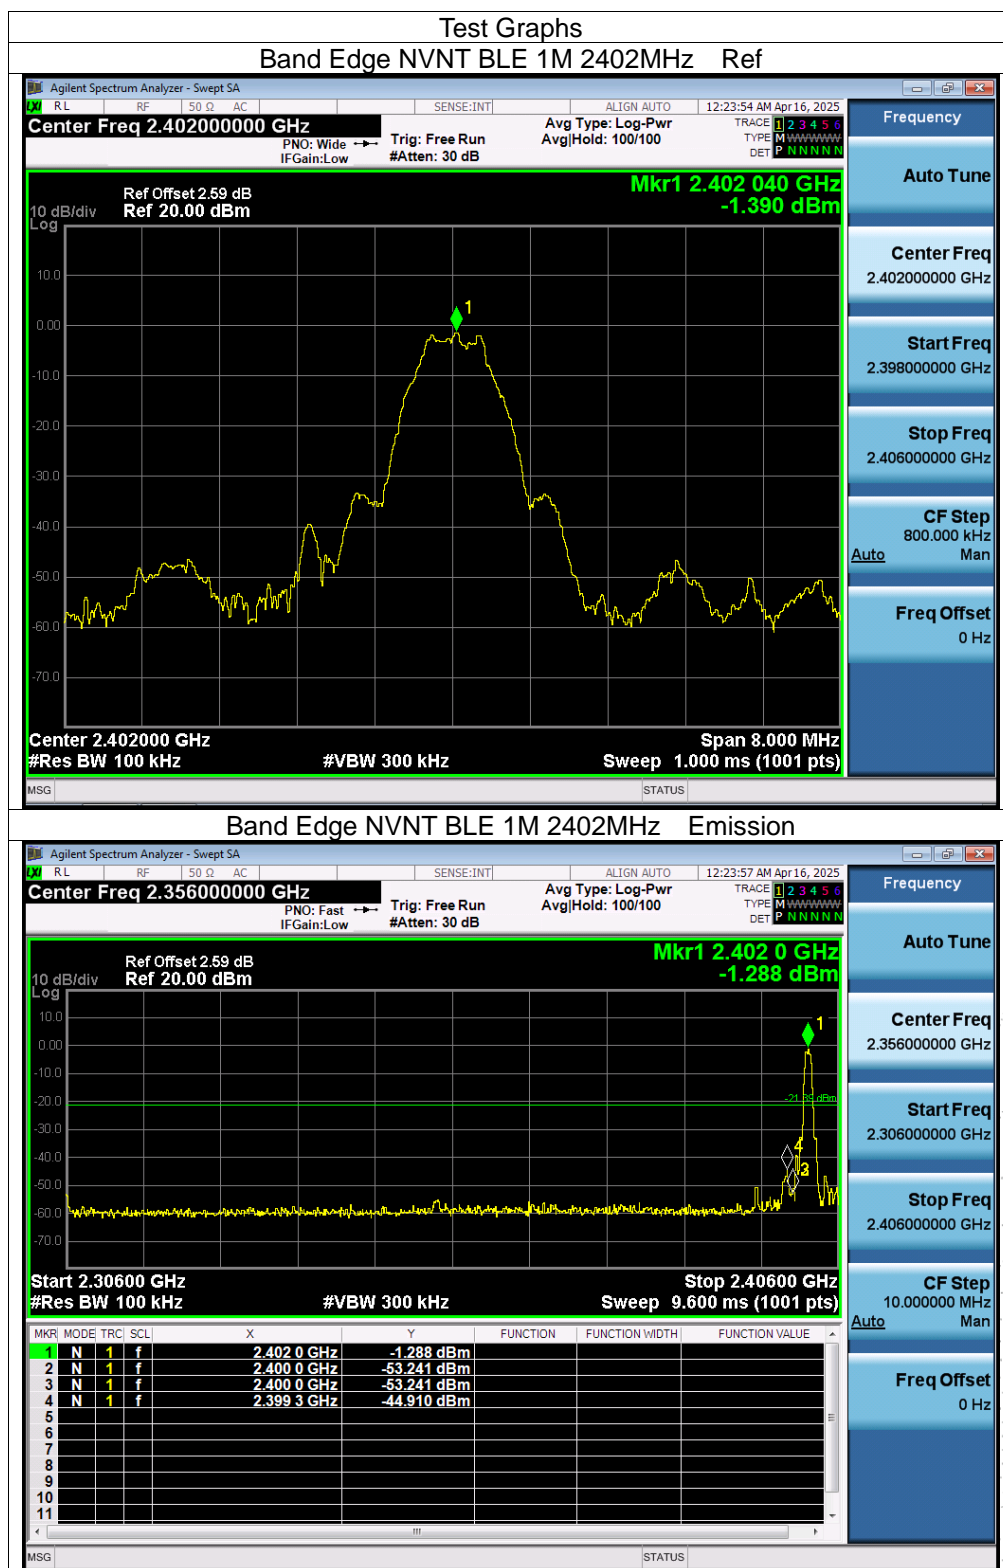 Test Graphs
Band Edge NVNT BLE 1M 2402MHz Ref
Agilent Spectrum Analyzer - Swept SA
LXI RL RF 50 Ω AC SENSE:INT ALIGN AUTO 12:23:54 AM Apr 16, 2025
Center Freq 2.402000000 GHz Avg Type: Log-Pwr TRACE 1 2 3 4 5 6
PNO: Wide Trig: Free Run Avg|Hold: 100/100 TYPE M WWWWW
IFGain:Low #Atten: 30 dB DET P N N N N N
Frequency
Auto Tune
Mkr1 2.402 040 GHz
-1.390 dBm
Ref Offset 2.59 dB
10 dB/div Ref 20.00 dBm
Log
10.0
0.00
-10.0
-20.0
-30.0
-40.0
-50.0
-60.0
-70.0
1
Center 2.402000 GHz Span 8.000 MHz
#Res BW 100 kHz #VBW 300 kHz Sweep 1.000 ms (1001 pts)
Center Freq
2.402000000 GHz
Start Freq
2.398000000 GHz
Stop Freq
2.406000000 GHz
CF Step
800.000 kHz
Auto Man
Freq Offset
0 Hz
MSG STATUS
Band Edge NVNT BLE 1M 2402MHz Emission
Agilent Spectrum Analyzer - Swept SA
LXI RL RF 50 Ω AC SENSE:INT ALIGN AUTO 12:23:57 AM Apr 16, 2025
Center Freq 2.356000000 GHz Avg Type: Log-Pwr TRACE 1 2 3 4 5 6
PNO: Fast Trig: Free Run Avg|Hold: 100/100 TYPE M WWWWW
IFGain:Low #Atten: 30 dB DET P N N N N N
Frequency
Auto Tune
Mkr1 2.402 0 GHz
-1.288 dBm
Ref Offset 2.59 dB
10 dB/div Ref 20.00 dBm
Log
10.0
0.00
-10.0
-20.0
-30.0
-40.0
-50.0
-60.0
-70.0
1
-21.39 dBm
4
3
Start 2.30600 GHz Stop 2.40600 GHz
#Res BW 100 kHz #VBW 300 kHz Sweep 9.600 ms (1001 pts)
MKR MODE TRC SCL X Y FUNCTION FUNCTION WIDTH FUNCTION VALUE
1 N 1 f 2.402 0 GHz -1.288 dBm
2 N 1 f 2.400 0 GHz -53.241 dBm
3 N 1 f 2.400 0 GHz -53.241 dBm
4 N 1 f 2.399 3 GHz -44.910 dBm
5
6
7
8
9
10
11
Center Freq
2.356000000 GHz
Start Freq
2.306000000 GHz
Stop Freq
2.406000000 GHz
CF Step
10.000000 MHz
Auto Man
Freq Offset
0 Hz
MSG STATUS